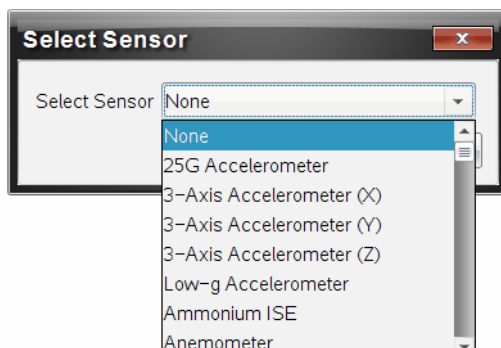 Select Sensor
x
Select Sensor None
None
25G Accelerometer
3-Axis Accelerometer (X)
3-Axis Accelerometer (Y)
3-Axis Accelerometer (Z)
Low-g Accelerometer
Ammonium ISE
Anemometer